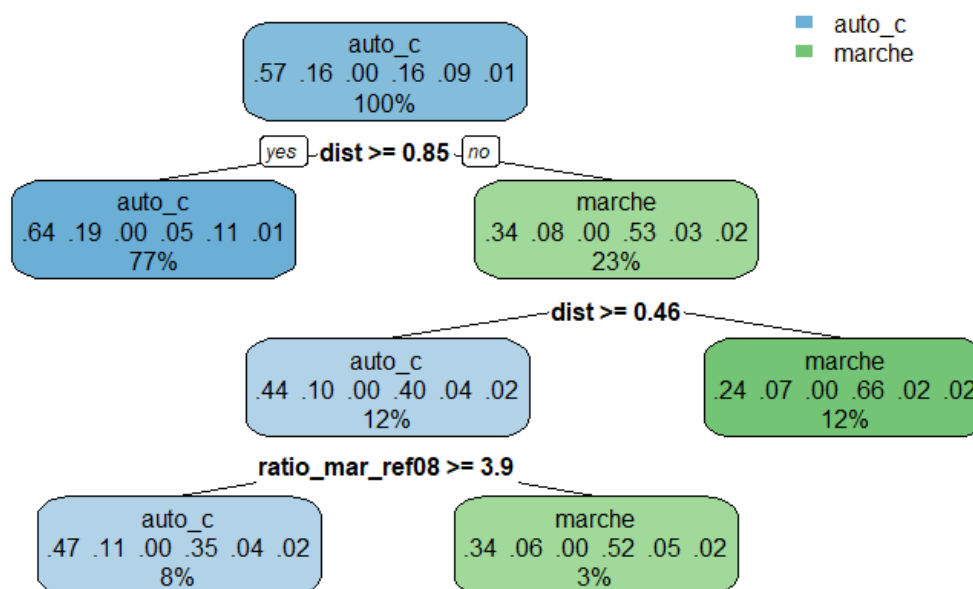 auto_c
marche
auto_c
.57 .16 .00 .16 .09 .01
100%
yes dist >= 0.85 no
auto_c
.64 .19 .00 .05 .11 .01
77%
marche
.34 .08 .00 .53 .03 .02
23%
dist >= 0.46
auto_c
.44 .10 .00 .40 .04 .02
12%
marche
.24 .07 .00 .66 .02 .02
12%
ratio_mar_ref08 >= 3.9
auto_c
.47 .11 .00 .35 .04 .02
8%
marche
.34 .06 .00 .52 .05 .02
3%